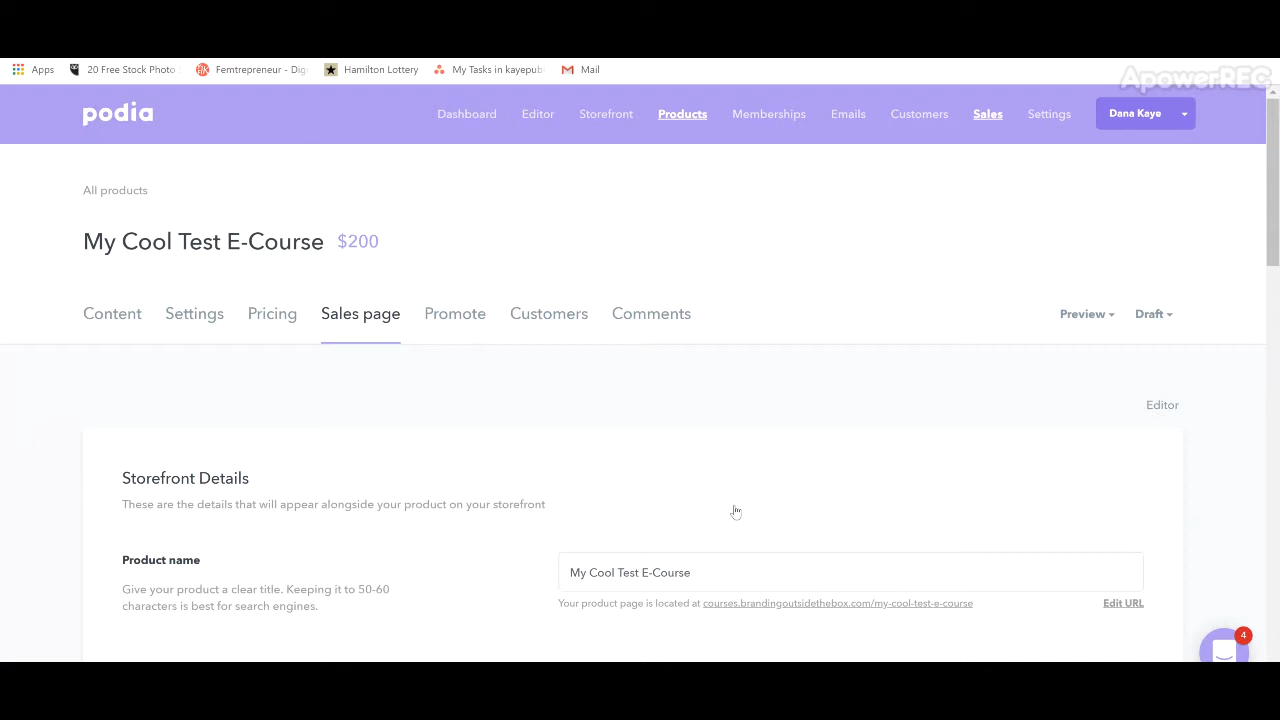 Apps 20 Free Stock Photo Femtrepreneur - Dig Hamilton Lottery My Tasks in kayepub Mail
ApowerREC
podia Dashboard Editor Storefront Products Memberships Emails Customers Sales Settings Dana Kaye
All products
My Cool Test E-Course $200
Content Settings Pricing Sales page Promote Customers Comments Preview Draft
Editor
Storefront Details
These are the details that will appear alongside your product on your storefront
Product name
My Cool Test E-Course
Give your product a clear title. Keeping it to 50-60
characters is best for search engines.
Your product page is located at courses.brandingoutsidethebox.com/my-cool-test-e-course Edit URL
4